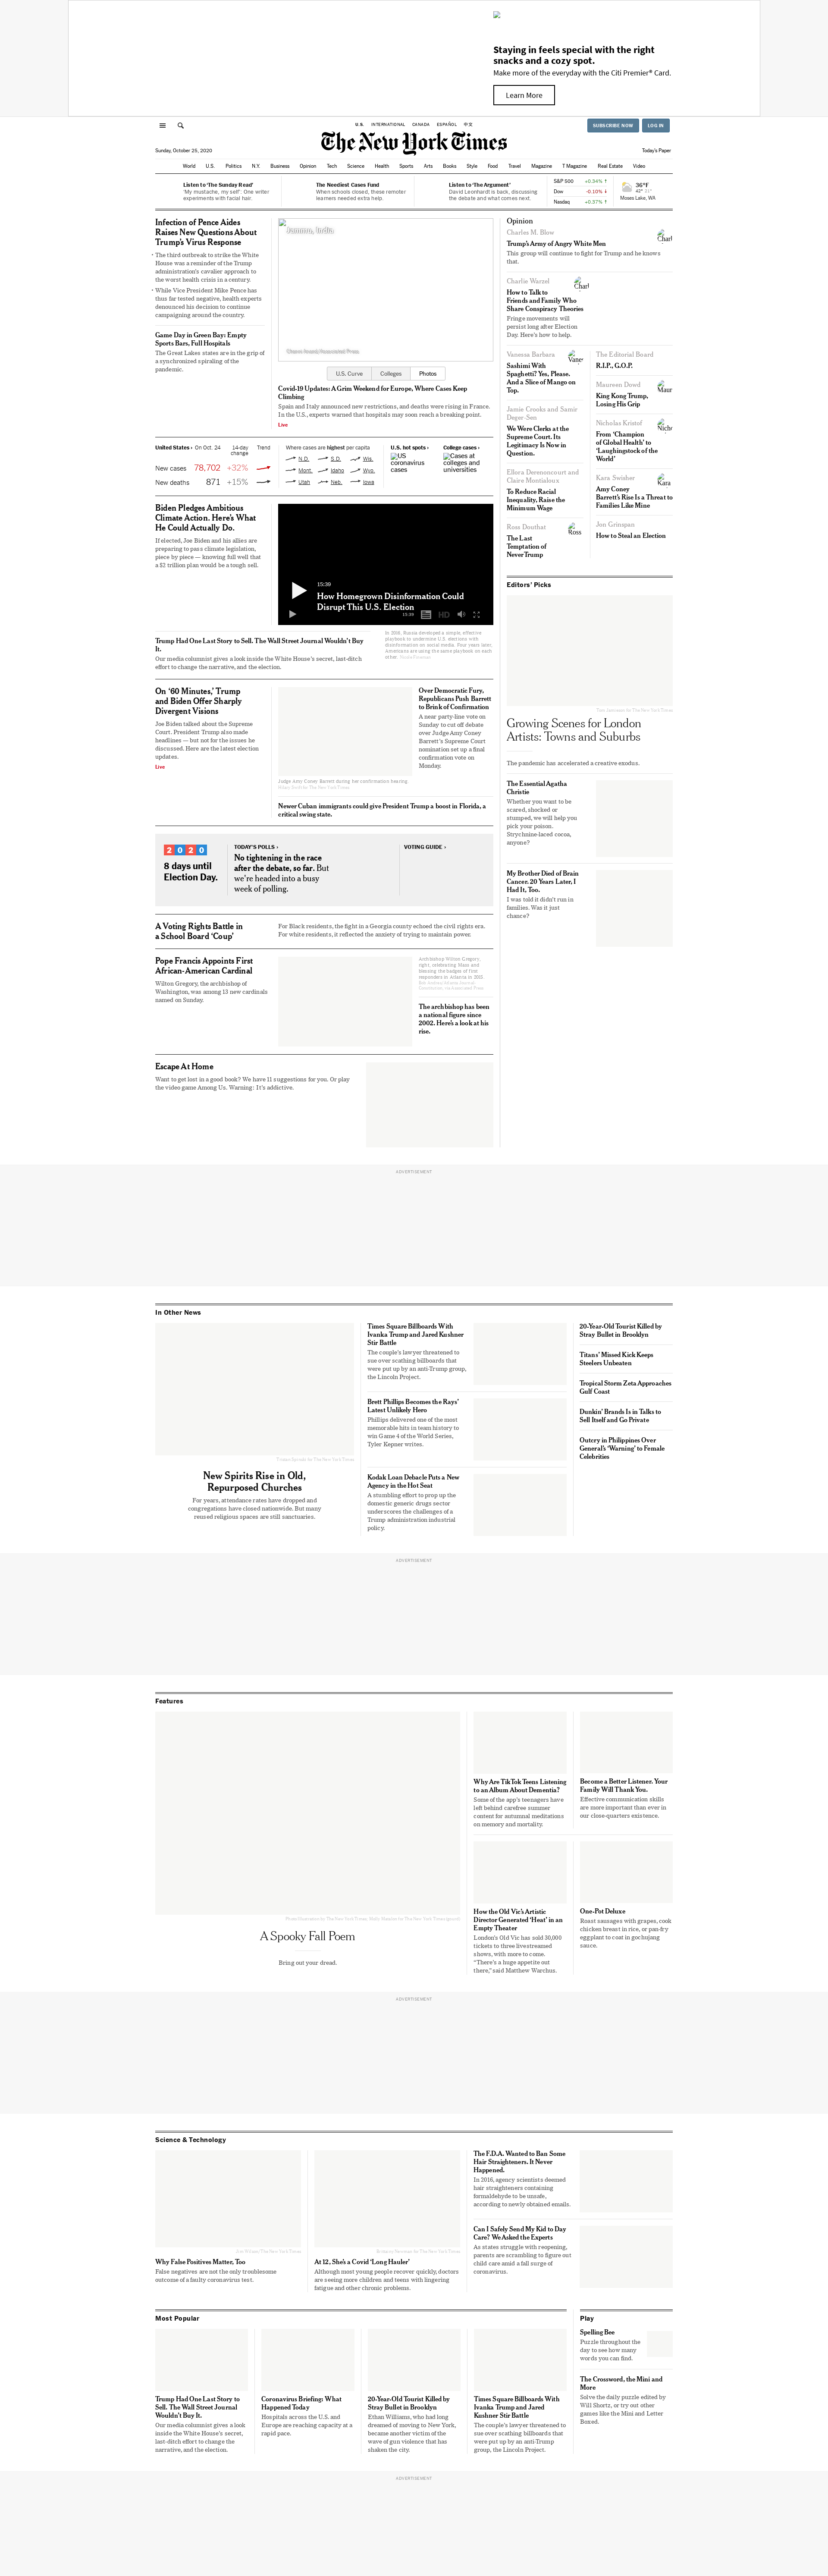 Staying in feels special with the right
snacks and a cozy spot.
Make more of the everyday with the Citi Premier® Card.
Learn More
U.S. INTERNATIONAL CANADA ESPAÑOL 中文
SUBSCRIBE NOW LOG IN
The New York Times
Sunday, October 25, 2020
Today's Paper
World U.S. Politics N.Y. Business Opinion Tech Science Health Sports Arts Books Style Food Travel Magazine T Magazine Real Estate Video
Listen to 'The Sunday Read'
'My mustache, my self': One writer
experiments with facial hair.
The Neediest Cases Fund
When schools closed, these remoter
learners needed extra help.
Listen to 'The Argument'
David Leonhardt is back, discussing
the debate and what comes next.
S&P 500 +0.34% ↑
Dow -0.10% ↓
Nasdaq +0.37% ↑
36°F
42° 21°
Moses Lake, WA
Infection of Pence Aides
Raises New Questions About
Trump's Virus Response
• The third outbreak to strike the White
House was a reminder of the Trump
administration's cavalier approach to
the worst health crisis in a century.
• While Vice President Mike Pence has
thus far tested negative, health experts
denounced his decision to continue
campaigning around the country.
Game Day in Green Bay: Empty
Sports Bars, Full Hospitals
The Great Lakes states are in the grip of
a synchronized spiraling of the
pandemic.
Jammu, India
Channi Anand/Associated Press
U.S. Curve Colleges Photos
Covid-19 Updates: A Grim Weekend for Europe, Where Cases Keep
Climbing
Spain and Italy announced new restrictions, and deaths were rising in France.
In the U.S., experts warned that hospitals may soon reach a breaking point.
Live
United States › On Oct. 24 14-day
change Trend
New cases 78,702 +32%
New deaths 871 +15%
Where cases are highest per capita
N.D. S.D. Wis.
Mont. Idaho Wyo.
Utah Neb. Iowa
U.S. hot spots ›
US
coronavirus
cases
College cases ›
Cases at
colleges and
universities
Biden Pledges Ambitious
Climate Action. Here's What
He Could Actually Do.
If elected, Joe Biden and his allies are
preparing to pass climate legislation,
piece by piece — knowing full well that
a $2 trillion plan would be a tough sell.
15:39
How Homegrown Disinformation Could
Disrupt This U.S. Election
15:39 HD
Trump Had One Last Story to Sell. The Wall Street Journal Wouldn't Buy
It.
Our media columnist gives a look inside the White House's secret, last-ditch
effort to change the narrative, and the election.
In 2016, Russia developed a simple, effective
playbook to undermine U.S. elections with
disinformation on social media. Four years later,
Americans are using the same playbook on each
other.
On '60 Minutes,' Trump
and Biden Offer Sharply
Divergent Visions
Joe Biden talked about the Supreme
Court. President Trump also made
headlines — but not for the issues he
discussed. Here are the latest election
updates.
Live
Judge Amy Coney Barrett during her confirmation hearing.
Over Democratic Fury,
Republicans Push Barrett
to Brink of Confirmation
A near party-line vote on
Sunday to cut off debate
over Judge Amy Coney
Barrett's Supreme Court
nomination set up a final
confirmation vote on
Monday.
Newer Cuban immigrants could give President Trump a boost in Florida, a
critical swing state.
2020
8 days until
Election Day.
TODAY'S POLLS ›
No tightening in the race
after the debate, so far. But
we're headed into a busy
week of polling.
VOTING GUIDE ›
A Voting Rights Battle in
a School Board 'Coup'
For Black residents, the fight in a Georgia county echoed the civil rights era.
For white residents, it reflected the anxiety of trying to maintain power.
Pope Francis Appoints First
African-American Cardinal
Wilton Gregory, the archbishop of
Washington, was among 13 new cardinals
named on Sunday.
Archbishop Wilton Gregory,
right, celebrating Mass and
blessing the badges of first
responders in Atlanta in 2015.
The archbishop has been
a national figure since
2002. Here's a look at his
rise.
Escape At Home
Want to get lost in a good book? We have 11 suggestions for you. Or play
the video game Among Us. Warning: It's addictive.
Opinion
Charles M. Blow
Trump's Army of Angry White Men
This group will continue to fight for Trump and he knows
that.
Charl
Charlie Warzel
How to Talk to
Friends and Family Who
Share Conspiracy Theories
Fringe movements will
persist long after Election
Day. Here's how to help.
Charl
Vanessa Barbara
Sashimi With
Spaghetti? Yes, Please.
And a Slice of Mango on
Top.
Vanes
Jamie Crooks and Samir
Deger-Sen
We Were Clerks at the
Supreme Court. Its
Legitimacy Is Now in
Question.
Ellora Derenoncourt and
Claire Montialoux
To Reduce Racial
Inequality, Raise the
Minimum Wage
Ross Douthat
The Last
Temptation of
NeverTrump
Ross
The Editorial Board
R.I.P., G.O.P.
Maureen Dowd
King Kong Trump,
Losing His Grip
Maur
Nicholas Kristof
From 'Champion
of Global Health' to
'Laughingstock of the
World'
Nicho
Kara Swisher
Amy Coney
Barrett's Rise Is a Threat to
Families Like Mine
Kara
Jon Grinspan
How to Steal an Election
Editors' Picks
Growing Scenes for London
Artists: Towns and Suburbs
The pandemic has accelerated a creative exodus.
The Essential Agatha
Christie
Whether you want to be
scared, shocked or
stumped, we will help you
pick your poison.
Strychnine-laced cocoa,
anyone?
My Brother Died of Brain
Cancer. 20 Years Later, I
Had It, Too.
I was told it didn't run in
families. Was it just
chance?
ADVERTISEMENT
In Other News
New Spirits Rise in Old,
Repurposed Churches
For years, attendance rates have dropped and
congregations have closed nationwide. But many
reused religious spaces are still sanctuaries.
Times Square Billboards With
Ivanka Trump and Jared Kushner
Stir Battle
The couple's lawyer threatened to
sue over scathing billboards that
were put up by an anti-Trump group,
the Lincoln Project.
Brett Phillips Becomes the Rays'
Latest Unlikely Hero
Phillips delivered one of the most
memorable hits in team history to
win Game 4 of the World Series,
Tyler Kepner writes.
Kodak Loan Debacle Puts a New
Agency in the Hot Seat
A stumbling effort to prop up the
domestic generic drugs sector
underscores the challenges of a
Trump administration industrial
policy.
20-Year-Old Tourist Killed by
Stray Bullet in Brooklyn
Titans' Missed Kick Keeps
Steelers Unbeaten
Tropical Storm Zeta Approaches
Gulf Coast
Dunkin' Brands Is in Talks to
Sell Itself and Go Private
Outcry in Philippines Over
General's 'Warning' to Female
Celebrities
ADVERTISEMENT
Features
A Spooky Fall Poem
Bring out your dread.
Why Are TikTok Teens Listening
to an Album About Dementia?
Some of the app's teenagers have
left behind carefree summer
content for autumnal meditations
on memory and mortality.
Become a Better Listener. Your
Family Will Thank You.
Effective communication skills
are more important than ever in
our close-quarters existence.
How the Old Vic's Artistic
Director Generated 'Heat' in an
Empty Theater
London's Old Vic has sold 30,000
tickets to three livestreamed
shows, with more to come.
"There's a huge appetite out
there," said Matthew Warchus.
One-Pot Deluxe
Roast sausages with grapes, cook
chicken breast in rice, or pan-fry
eggplant to coat in gochujang
sauce.
ADVERTISEMENT
Science & Technology
Why False Positives Matter, Too
False negatives are not the only troublesome
outcome of a faulty coronavirus test.
At 12, She's a Covid 'Long Hauler'
Although most young people recover quickly, doctors
are seeing more children and teens with lingering
fatigue and other chronic problems.
The F.D.A. Wanted to Ban Some
Hair Straighteners. It Never
Happened.
In 2016, agency scientists deemed
hair straighteners containing
formaldehyde to be unsafe,
according to newly obtained emails.
Can I Safely Send My Kid to Day
Care? We Asked the Experts
As states struggle with reopening,
parents are scrambling to figure out
child care amid a fall surge of
coronavirus.
Most Popular
Trump Had One Last Story to
Sell. The Wall Street Journal
Wouldn't Buy It.
Our media columnist gives a look
inside the White House's secret,
last-ditch effort to change the
narrative, and the election.
Coronavirus Briefing: What
Happened Today
Hospitals across the U.S. and
Europe are reaching capacity at a
rapid pace.
20-Year-Old Tourist Killed by
Stray Bullet in Brooklyn
Ethan Williams, who had long
dreamed of moving to New York,
became another victim of the
wave of gun violence that has
shaken the city.
Times Square Billboards With
Ivanka Trump and Jared
Kushner Stir Battle
The couple's lawyer threatened to
sue over scathing billboards that
were put up by an anti-Trump
group, the Lincoln Project.
Play
Spelling Bee
Puzzle throughout the
day to see how many
words you can find.
The Crossword, the Mini and
More
Solve the daily puzzle edited by
Will Shortz, or try out other
games like the Mini and Letter
Boxed.
ADVERTISEMENT